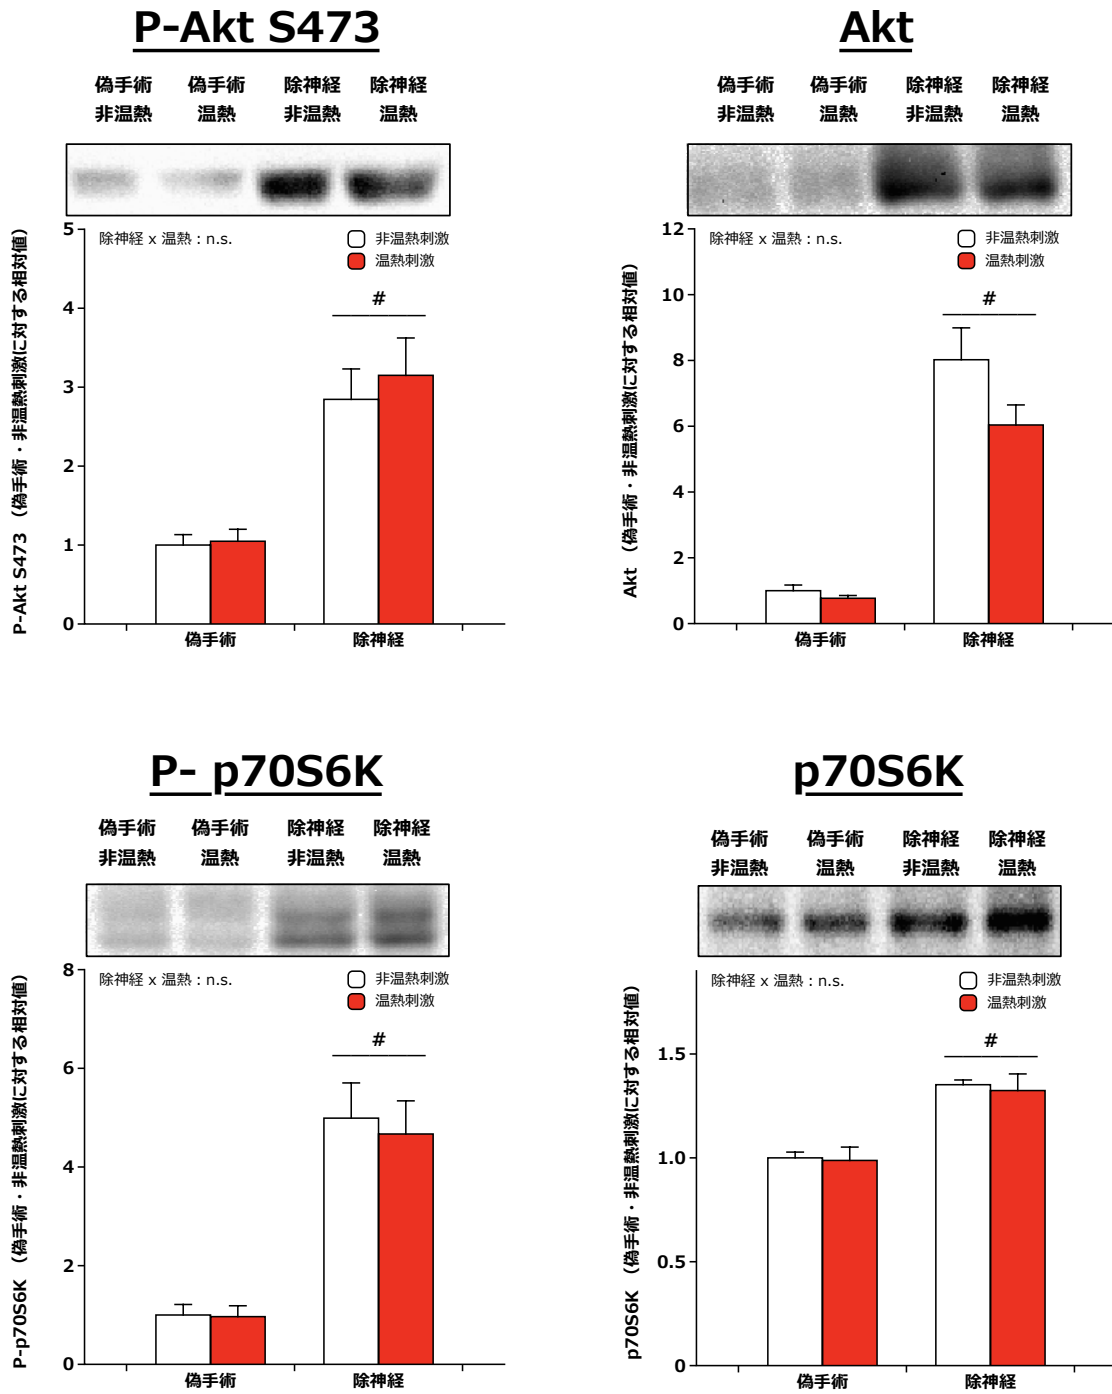 P-Akt S473
偽手術 偽手術 除神経 除神経
非温熱 温熱 非温熱 温熱
P-Akt S473 (偽手術・非温熱刺激に対する相対値)
除神経 x 温熱 : n.s.
非温熱刺激
温熱刺激
#
5
4
3
2
1
0
偽手術 除神経
Akt
偽手術 偽手術 除神経 除神経
非温熱 温熱 非温熱 温熱
Akt (偽手術・非温熱刺激に対する相対値)
除神経 x 温熱 : n.s.
非温熱刺激
温熱刺激
#
12
10
8
6
4
2
0
偽手術 除神経
P- p70S6K
偽手術 偽手術 除神経 除神経
非温熱 温熱 非温熱 温熱
P-p70S6K (偽手術・非温熱刺激に対する相対値)
除神経 x 温熱 : n.s.
非温熱刺激
温熱刺激
#
8
6
4
2
0
偽手術 除神経
p70S6K
偽手術 偽手術 除神経 除神経
非温熱 温熱 非温熱 温熱
p70S6K (偽手術・非温熱刺激に対する相対値)
除神経 x 温熱 : n.s.
非温熱刺激
温熱刺激
#
1.5
1.0
0.5
0
偽手術 除神経